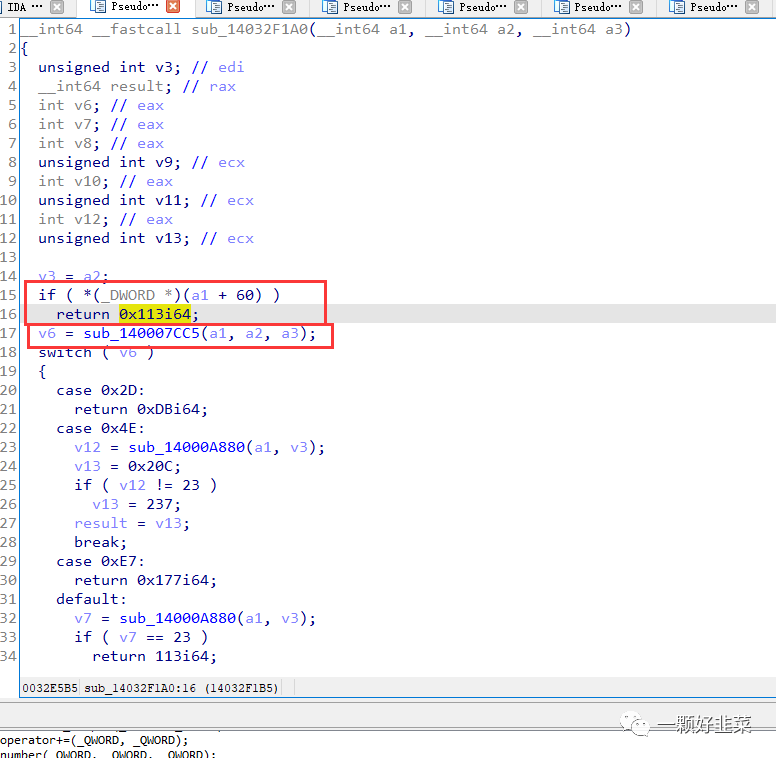 IDA ··· Pseudo··· Pseudo··· Pseudo··· Pseudo··· Pseudo··· Pseudo···
1 __int64 __fastcall sub_14032F1A0(__int64 a1, __int64 a2, __int64 a3)
2 {
3 unsigned int v3; // edi
4 __int64 result; // rax
5 int v6; // eax
6 int v7; // eax
7 int v8; // eax
8 unsigned int v9; // ecx
9 int v10; // eax
10 unsigned int v11; // ecx
11 int v12; // eax
12 unsigned int v13; // ecx
13
14 v3 = a2;
15 if ( *(_DWORD *)(a1 + 60) )
16 return 0x113i64;
17 v6 = sub_140007CC5(a1, a2, a3);
18 switch ( v6 )
19 {
20 case 0x2D:
21 return 0xDBi64;
22 case 0x4E:
23 v12 = sub_14000A880(a1, v3);
24 v13 = 0x20C;
25 if ( v12 != 23 )
26 v13 = 237;
27 result = v13;
28 break;
29 case 0xE7:
30 return 0x177i64;
31 default:
32 v7 = sub_14000A880(a1, v3);
33 if ( v7 == 23 )
34 return 113i64;
0032E5B5 sub_14032F1A0:16 (14032F1B5)
一颗好韭菜
operator+=(_QWORD, _QWORD);
number(_QWORD, _QWORD, _QWORD);